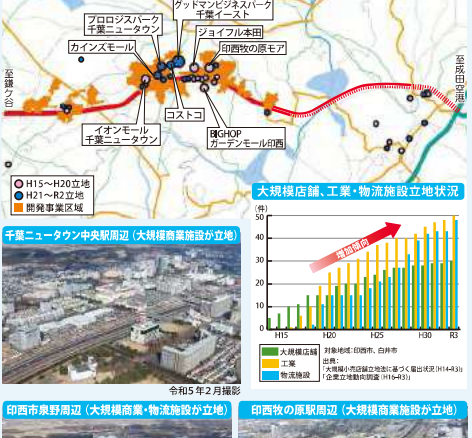 グッドマンビジネスパーク
千葉イースト
プロロジスパーク
千葉ニュータウン
カインズモール
ジョイフル本田
印西牧の原モア
至鎌ケ谷
至成田空港
コストコ
イオンモール
千葉ニュータウン
BIGHOP
ガーデンモール印西
H15～H20立地
H21～R2立地
開発事業区域
大規模店舗、工業・物流施設立地状況
(件)
50
40
30
20
10
0
増加傾向
H15
H20
H25
H30
R3
大規模店舗
工業
物流施設
対象地域：印西市、白井市
出典：
「大規模小売店舗立地法に基づく届出状況（H14-R3）」
「企業立地動向調査（H16-R3）」
千葉ニュータウン中央駅周辺（大規模商業施設が立地）
令和5年2月撮影
印西市泉野周辺（大規模商業・物流施設が立地）
印西牧の原駅周辺（大規模商業施設が立地）